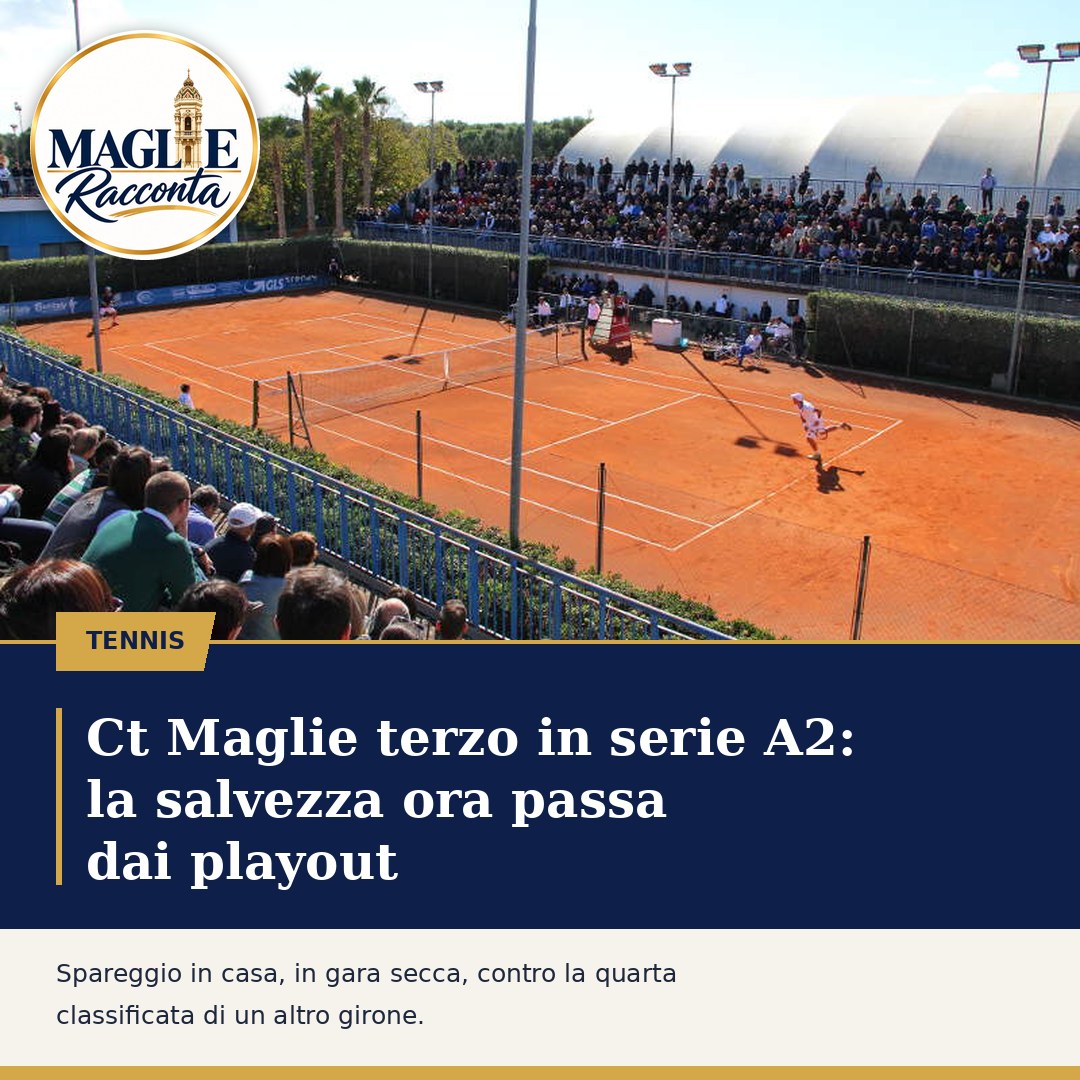 MAGLIE
Racconta
GLS
TENNIS
Ct Maglie terzo in serie A2:
la salvezza ora passa
dai playout
Spareggio in casa, in gara secca, contro la quarta
classificata di un altro girone.